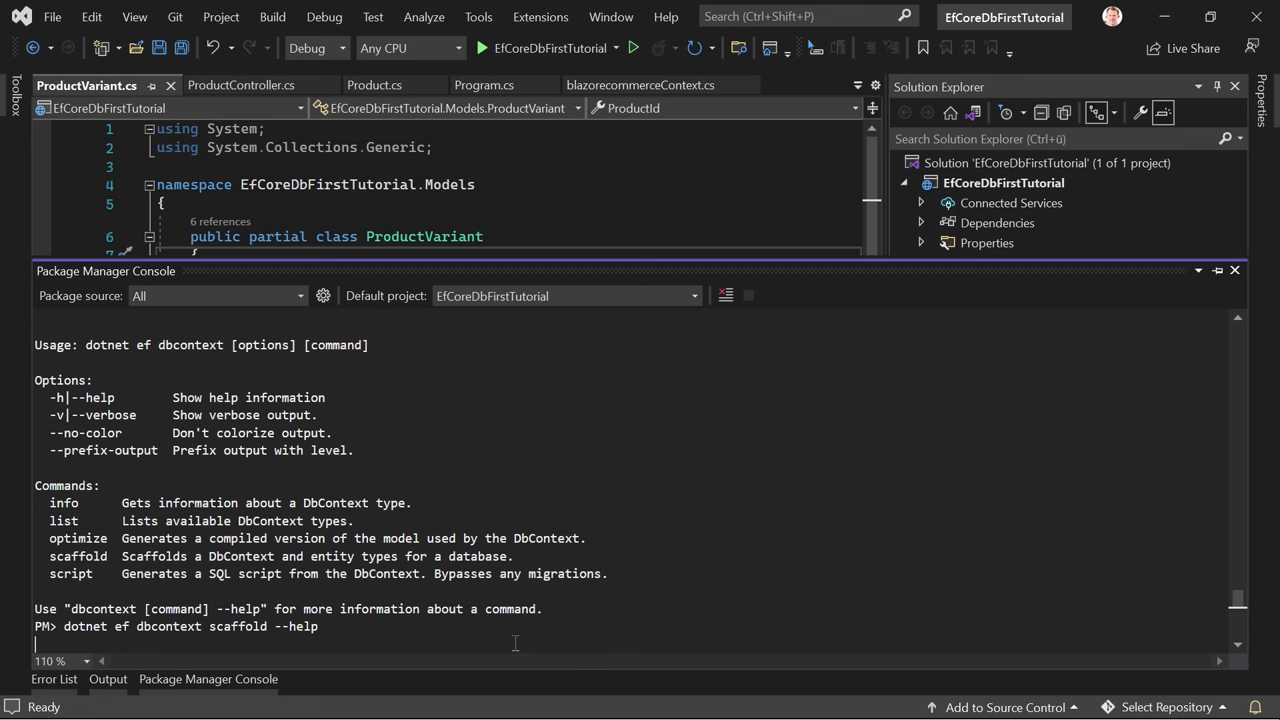 File Edit View Git Project Build Debug Test Analyze Tools Extensions Window Help Search (Ctrl+Shift+P) EfCoreDbFirstTutorial
Debug Any CPU EfCoreDbFirstTutorial Live Share
Toolbox
ProductVariant.cs ProductController.cs Product.cs Program.cs blazorecommerceContext.cs
EfCoreDbFirstTutorial EfCoreDbFirstTutorial.Models.ProductVariant ProductId
1 using System;
2 using System.Collections.Generic;
3
4 namespace EfCoreDbFirstTutorial.Models
5 {
6 references
6 public partial class ProductVariant
7 {
Solution Explorer
Search Solution Explorer (Ctrl+ü)
Solution 'EfCoreDbFirstTutorial' (1 of 1 project)
EfCoreDbFirstTutorial
Connected Services
Dependencies
Properties
Properties
Package Manager Console
Package source: All Default project: EfCoreDbFirstTutorial
Usage: dotnet ef dbcontext [options] [command]
Options:
-h|--help Show help information
-v|--verbose Show verbose output.
--no-color Don't colorize output.
--prefix-output Prefix output with level.
Commands:
info Gets information about a DbContext type.
list Lists available DbContext types.
optimize Generates a compiled version of the model used by the DbContext.
scaffold Scaffolds a DbContext and entity types for a database.
script Generates a SQL script from the DbContext. Bypasses any migrations.
Use "dbcontext [command] --help" for more information about a command.
PM> dotnet ef dbcontext scaffold --help
110 %
Error List Output Package Manager Console
Ready Add to Source Control Select Repository